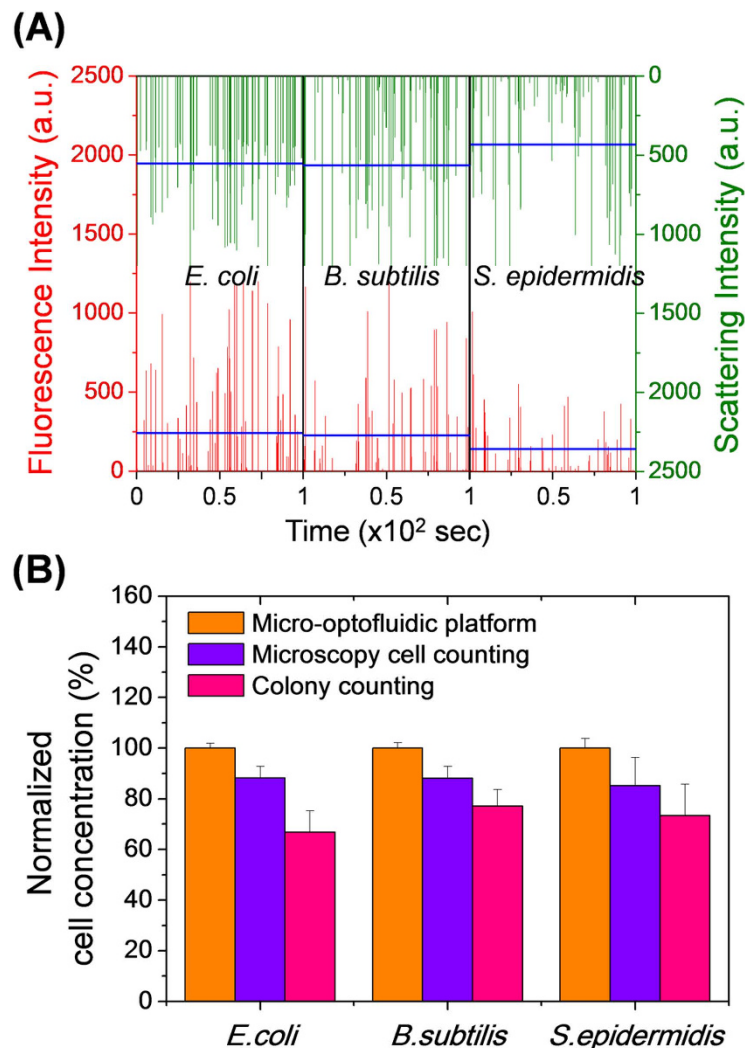 (A)
Fluorescence Intensity (a.u.)
2500
2000
1500
1000
500
0
0
500
1000
1500
2000
2500
Scattering Intensity (a.u.)
E. coli
B. subtilis
S. epidermidis
0
0.5
1
0.5
1
0.5
1
Time (x10² sec)
(B)
Normalized
cell concentration (%)
160
140
120
100
80
60
40
20
0
Micro-optofluidic platform
Microscopy cell counting
Colony counting
E.coli
B.subtilis
S.epidermidis